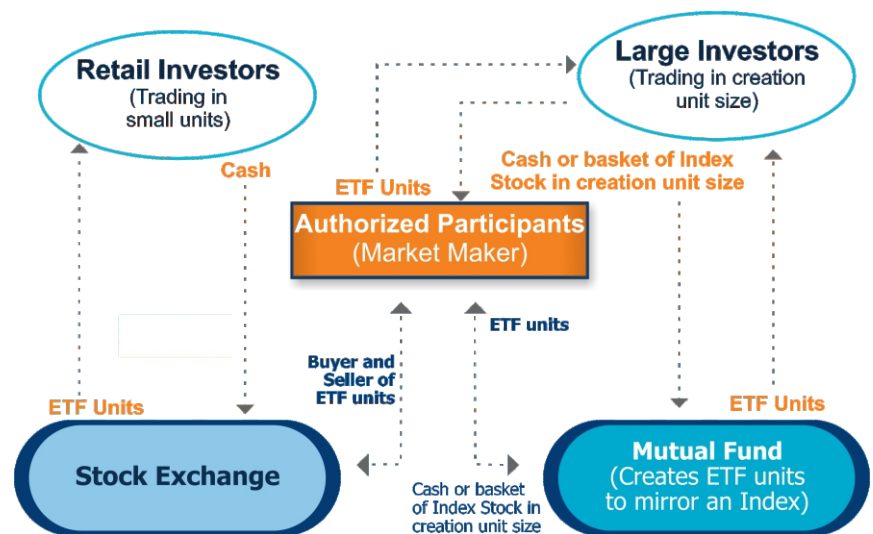 Retail Investors
(Trading in
small units)
Large Investors
(Trading in creation
unit size)
Cash
ETF Units
Cash or basket of Index
Stock in creation unit size
Authorized Participants
(Market Maker)
ETF units
Buyer and
Seller of
ETF units
ETF Units
ETF Units
Stock Exchange
Mutual Fund
(Creates ETF units
to mirror an Index)
Cash or basket
of Index Stock in
creation unit size